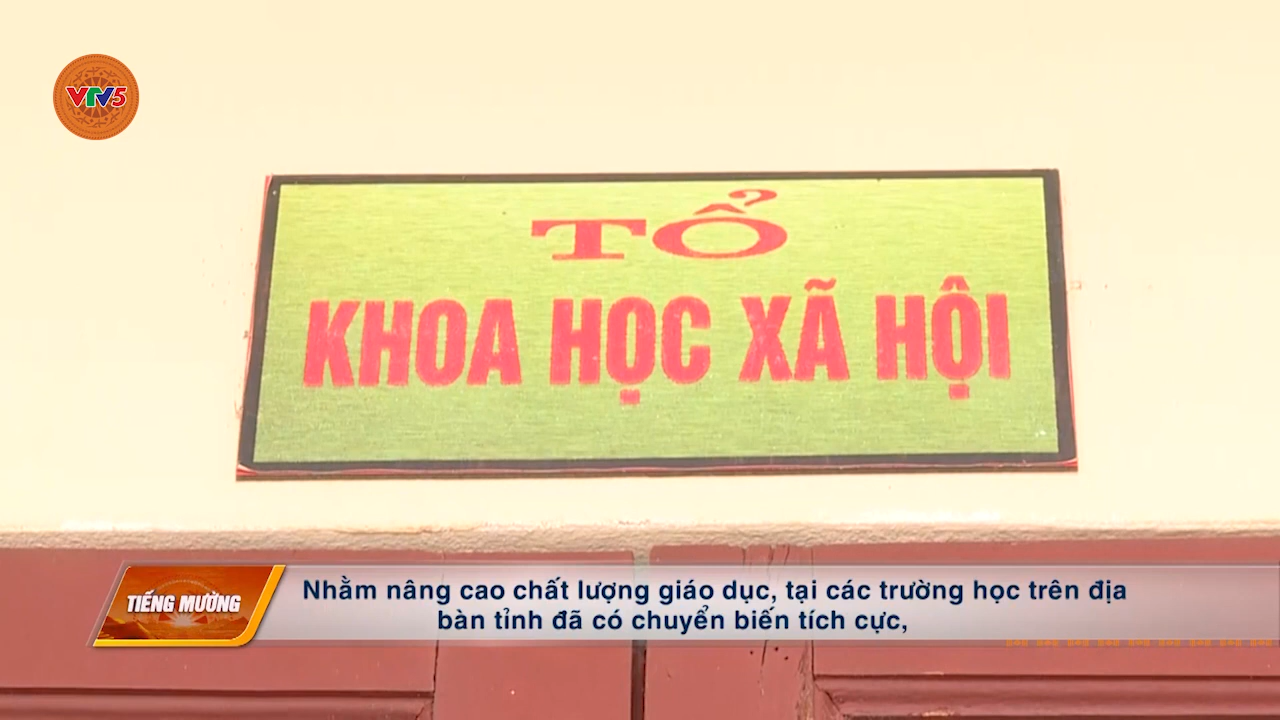 VTV5
TỔ
KHOA HỌC XÃ HỘI
TIẾNG MƯỜNG
Nhằm nâng cao chất lượng giáo dục, tại các trường học trên địa
bàn tỉnh đã có chuyển biến tích cực,